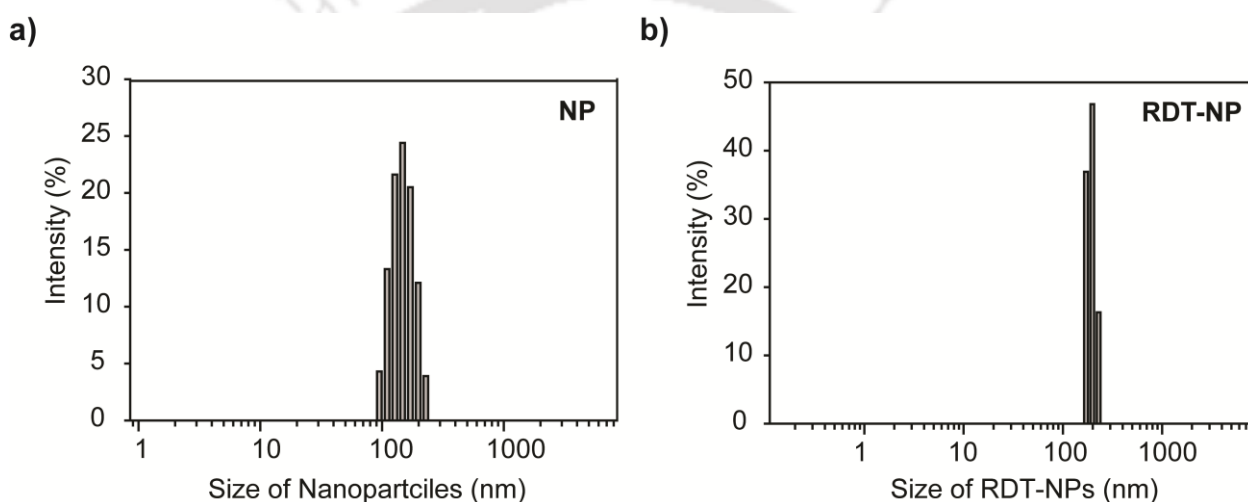 a)
NP
30
25
20
15
10
5
0
Intensity (%)
1 10 100 1000
Size of Nanopartciles (nm)
b)
RDT-NP
50
40
30
20
10
0
Intensity (%)
1 10 100 1000
Size of RDT-NPs (nm)